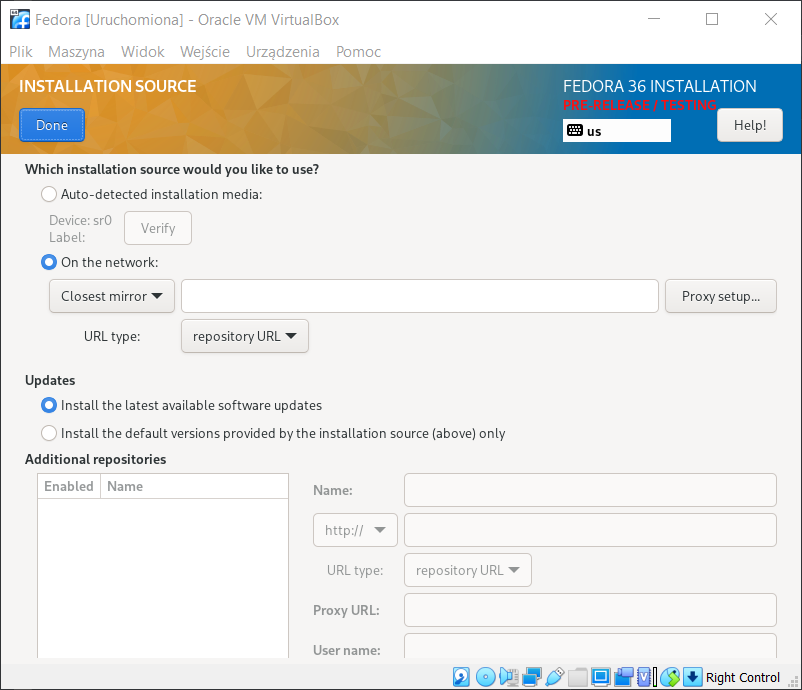 Fedora [Uruchomiona] - Oracle VM VirtualBox
Plik Maszyna Widok Wejście Urządzenia Pomoc
INSTALLATION SOURCE
FEDORA 36 INSTALLATION
PRE-RELEASE / TESTING
Done
us
Help!
Which installation source would you like to use?
Auto-detected installation media:
Device: sr0
Label:
Verify
On the network:
Closest mirror
Proxy setup...
URL type:
repository URL
Updates
Install the latest available software updates
Install the default versions provided by the installation source (above) only
Additional repositories
Enabled Name
Name:
http://
URL type:
repository URL
Proxy URL:
User name:
Right Control